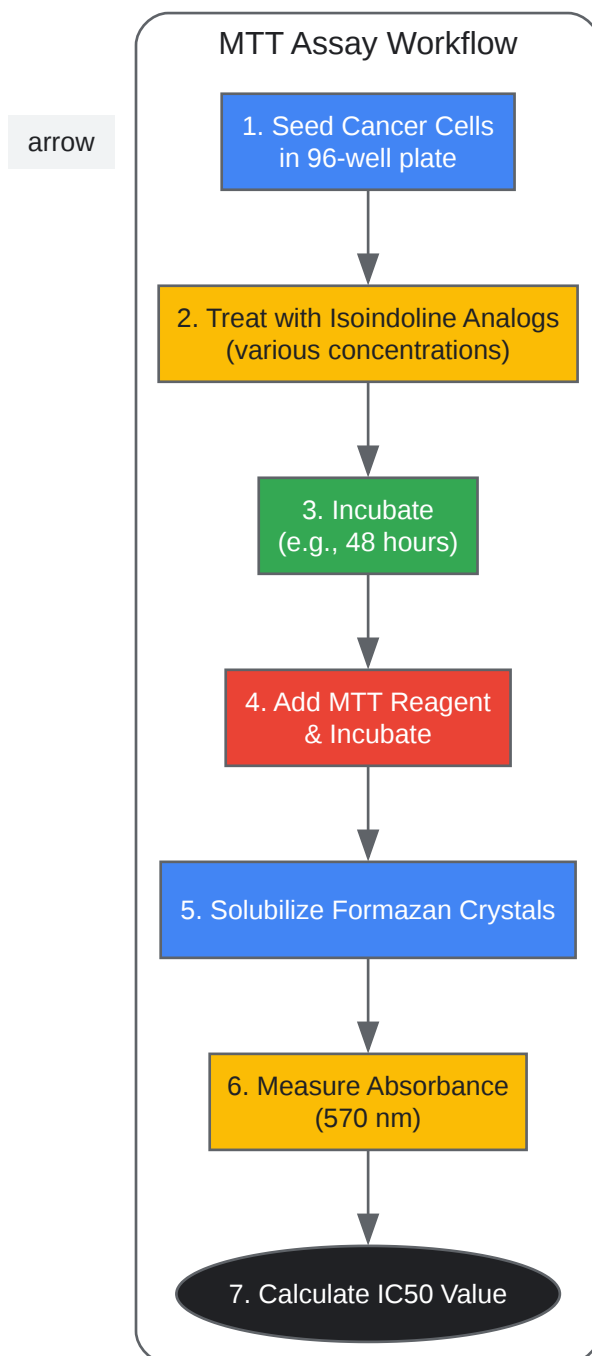 MTT Assay Workflow
arrow
1. Seed Cancer Cells
in 96-well plate
2. Treat with Isoindoline Analogs
(various concentrations)
3. Incubate
(e.g., 48 hours)
4. Add MTT Reagent
& Incubate
5. Solubilize Formazan Crystals
6. Measure Absorbance
(570 nm)
7. Calculate IC50 Value